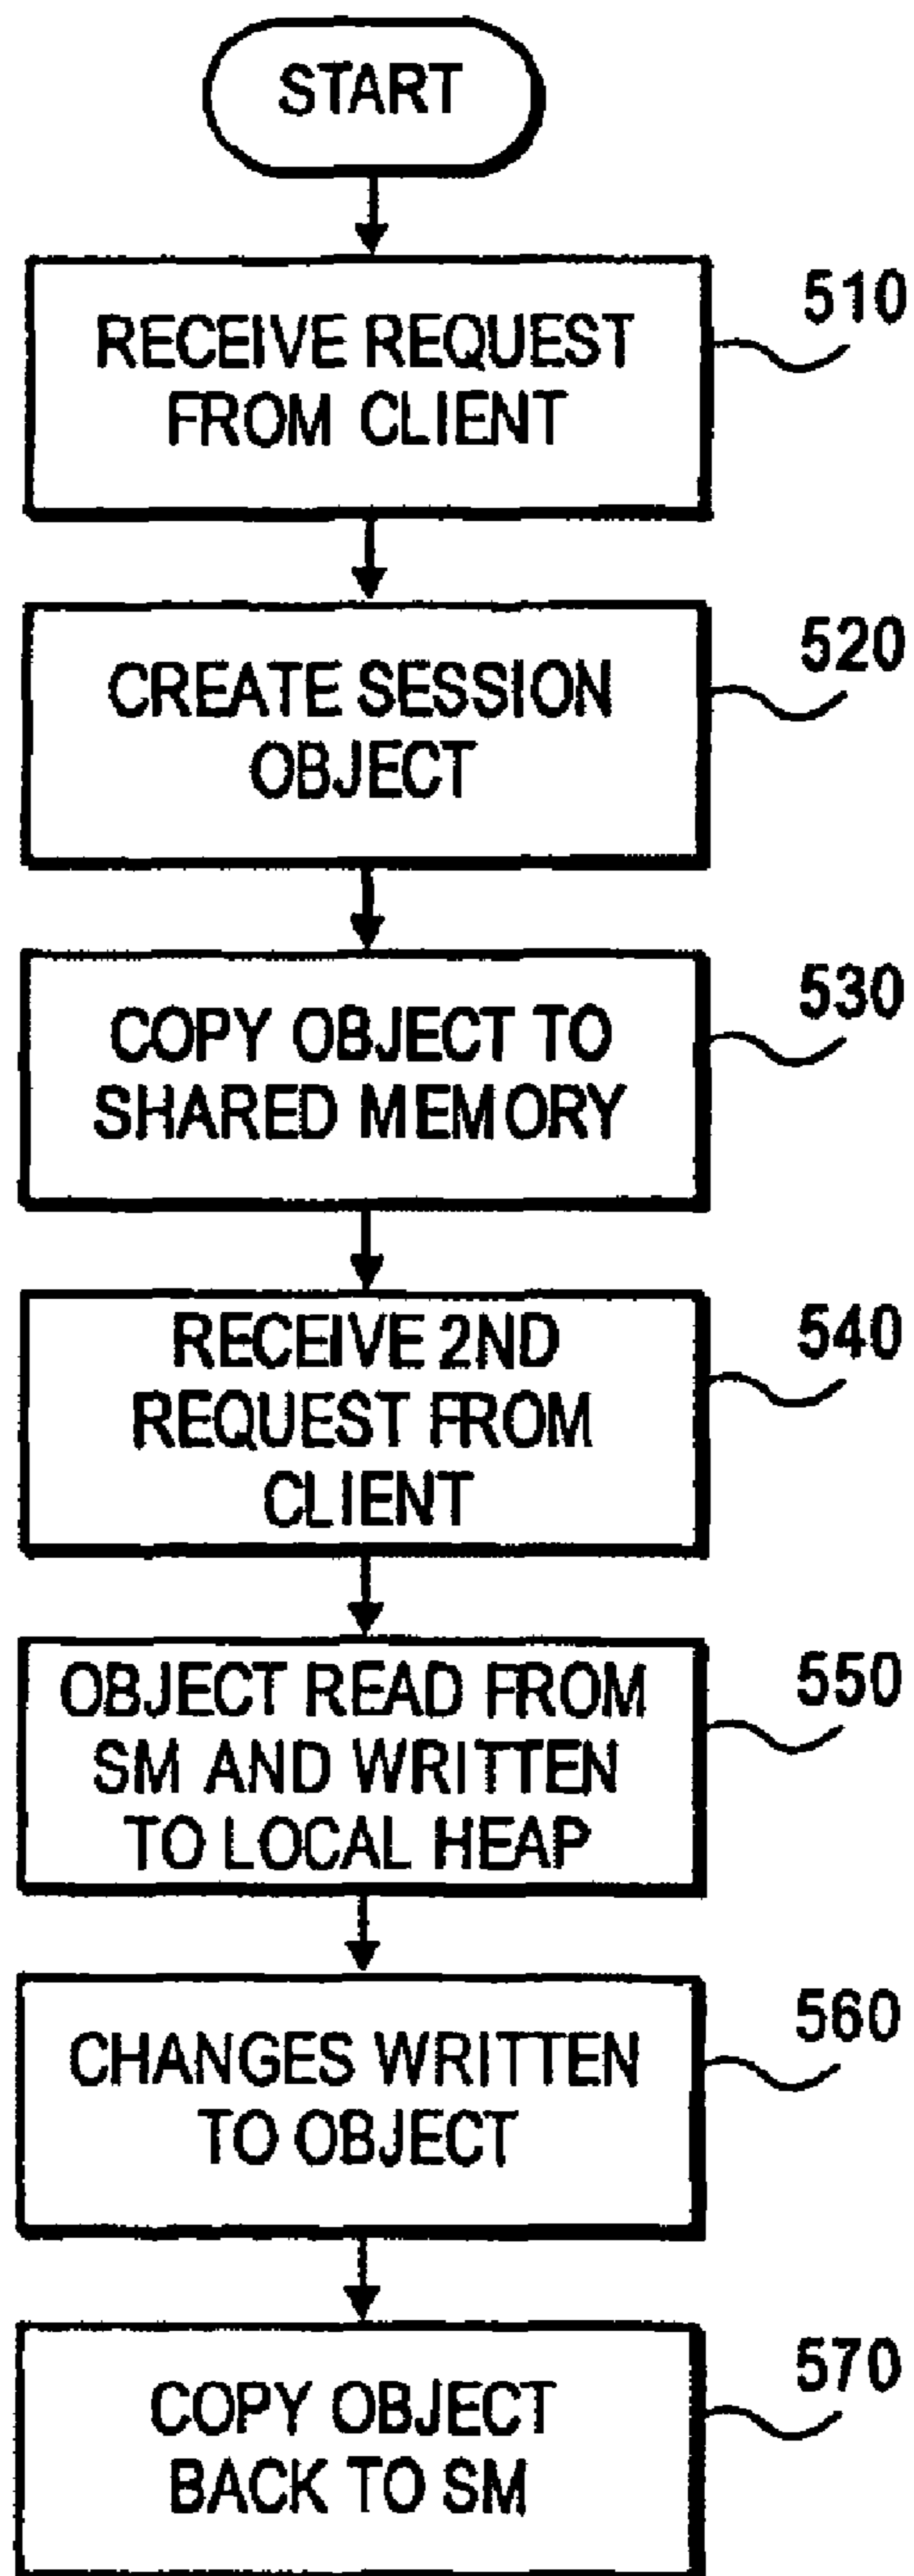 START
RECEIVE REQUEST
FROM CLIENT
510
CREATE SESSION
OBJECT
520
COPY OBJECT TO
SHARED MEMORY
530
RECEIVE 2ND
REQUEST FROM
CLIENT
540
OBJECT READ FROM
SM AND WRITTEN
TO LOCAL HEAP
550
CHANGES WRITTEN
TO OBJECT
560
COPY OBJECT
BACK TO SM
570